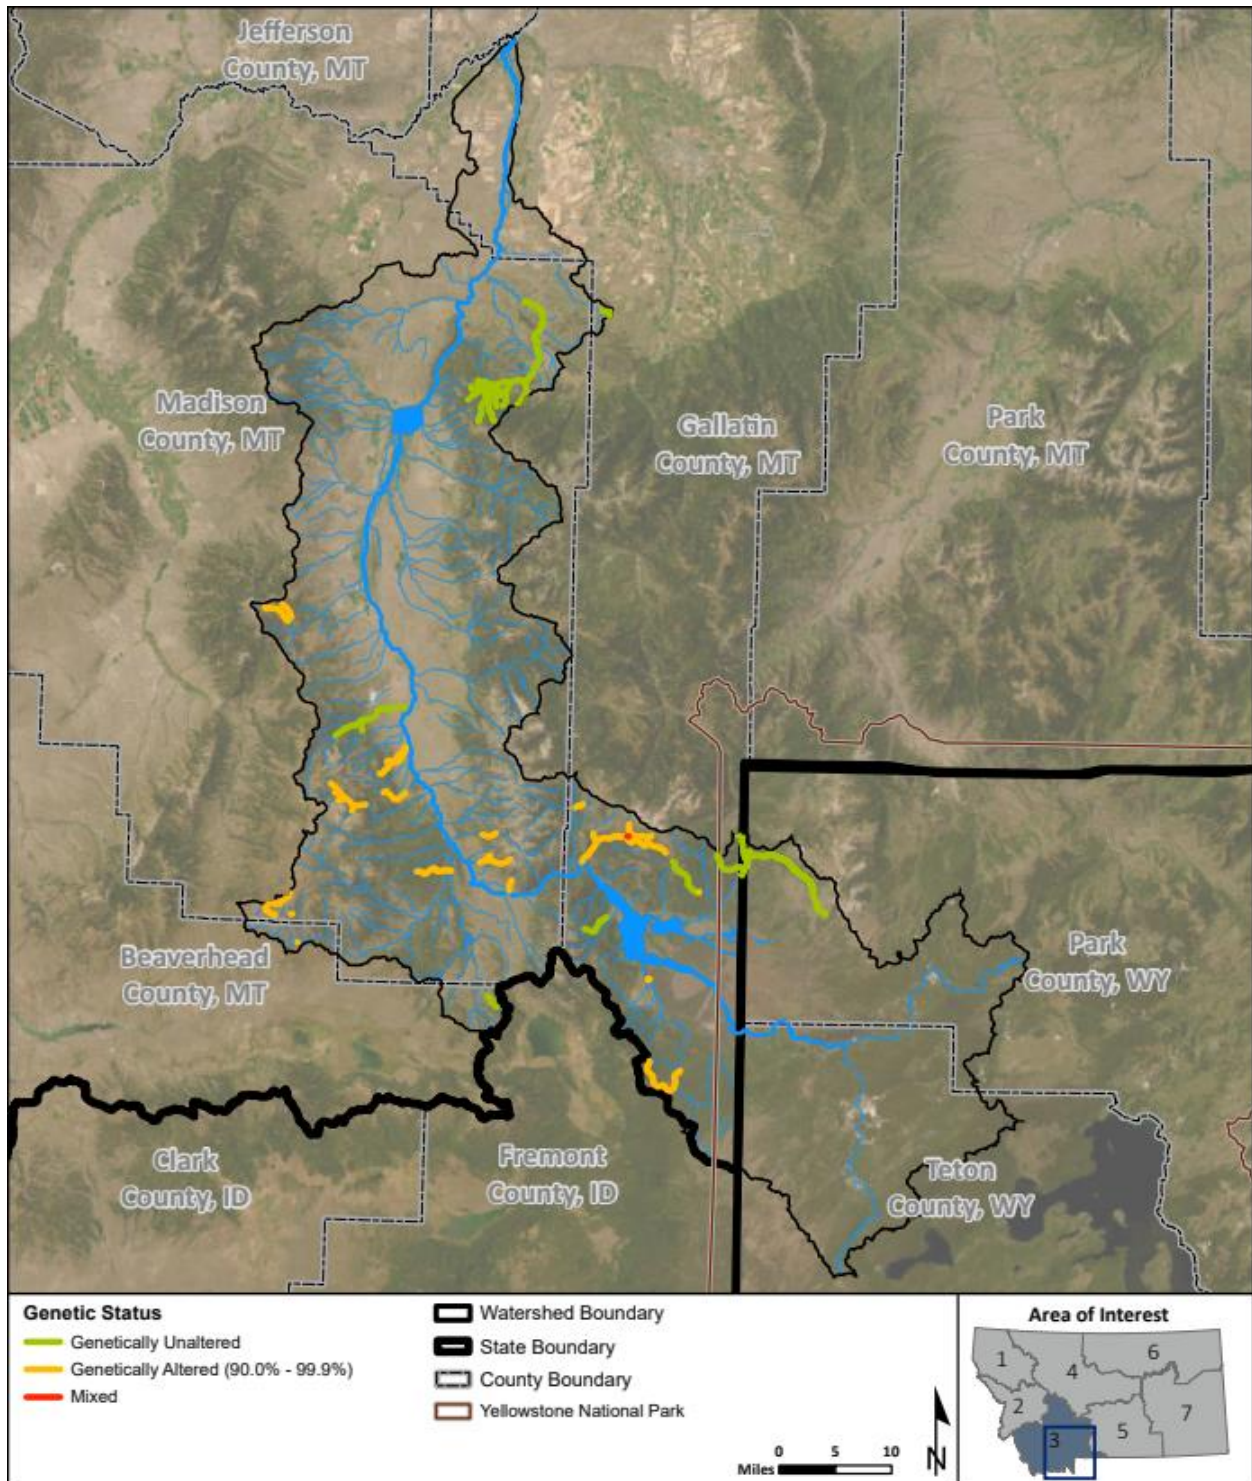 Jefferson
County, MT
Madison
County, MT
Gallatin
County, MT
Park
County, MT
Beaverhead
County, MT
Park
County, WY
Clark
County, ID
Fremont
County, ID
Teton
County, WY
Genetic Status
Genetically Unaltered
Genetically Altered (90.0% - 99.9%)
Mixed
Watershed Boundary
State Boundary
County Boundary
Yellowstone National Park
0 5 10
Miles
N
Area of Interest
1
2
3
4
5
6
7